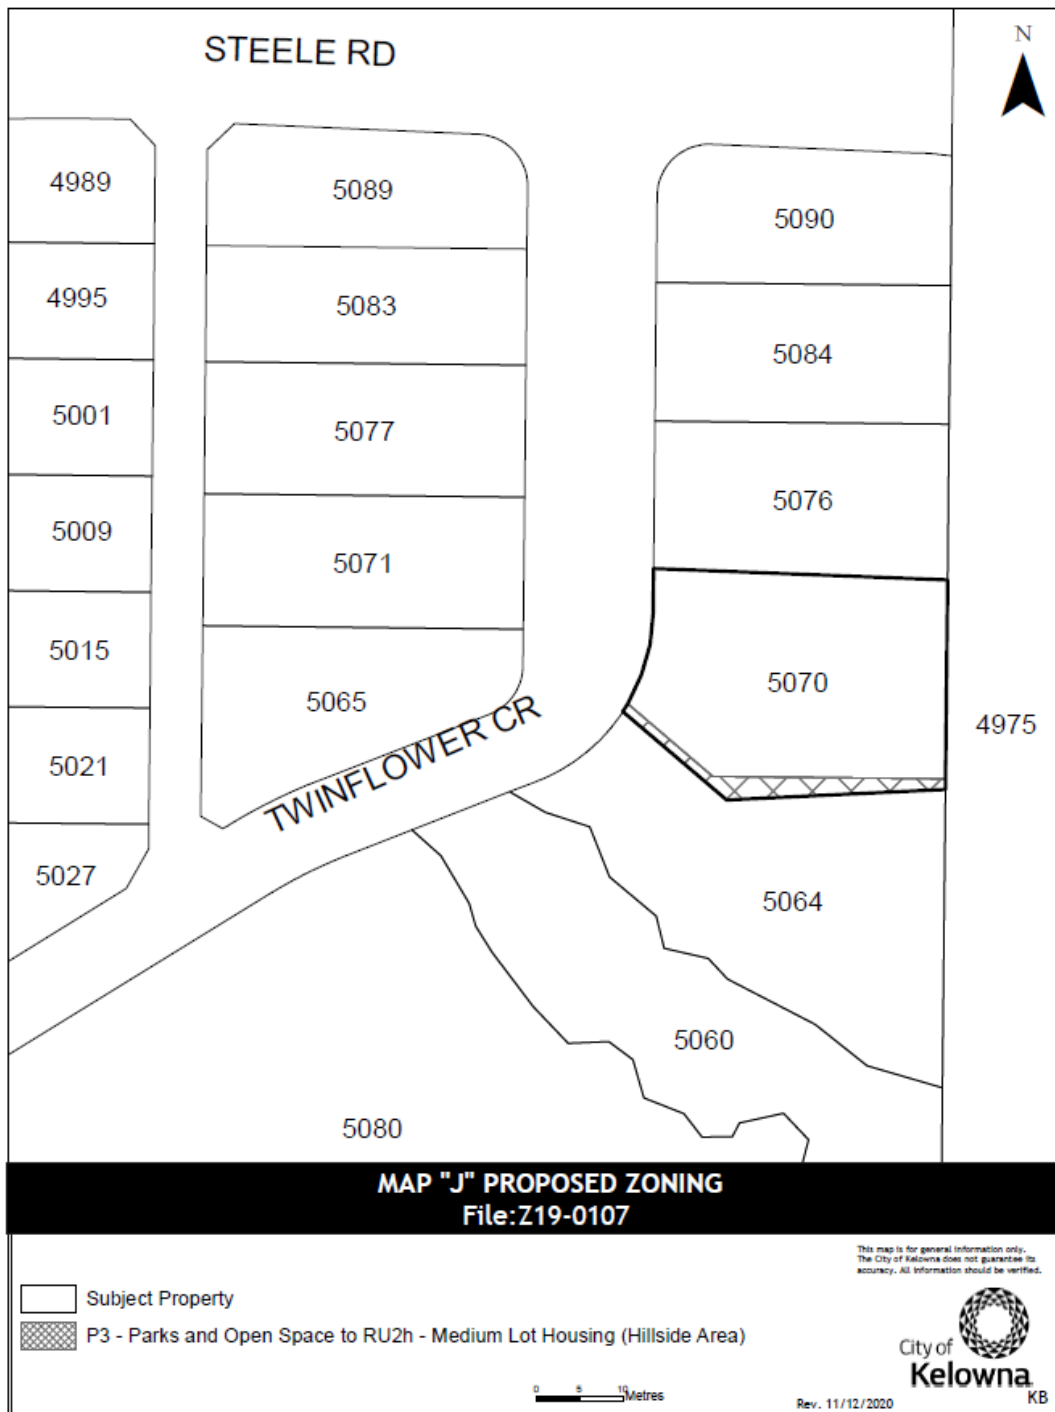 STEELE RD
N
4989
5089
5090
4995
5083
5084
5001
5077
5076
5009
5071
5015
5065
5070
4975
TWINFLOWER CR
5021
5027
5064
5060
5080
MAP "J" PROPOSED ZONING
File:Z19-0107
This map is for general information only.
The City of Kelowna does not guarantee its
accuracy. All information should be verified.
Subject Property
P3 - Parks and Open Space to RU2h - Medium Lot Housing (Hillside Area)
City of
Kelowna
0 5 10 Metres
Rev. 11/12/2020
KB